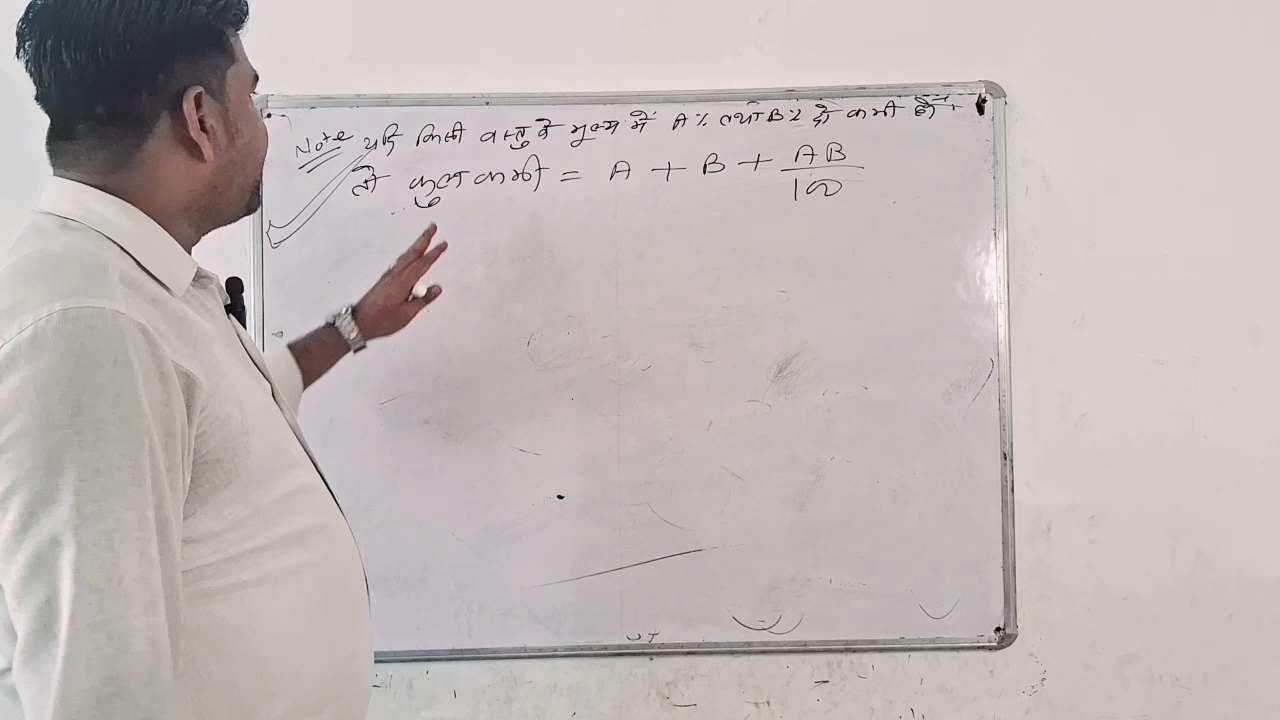 Note यदि किसी वस्तु के मूल्य में A% तथा B% की कमी हो,
तो कुल कमी = A + B + AB/100